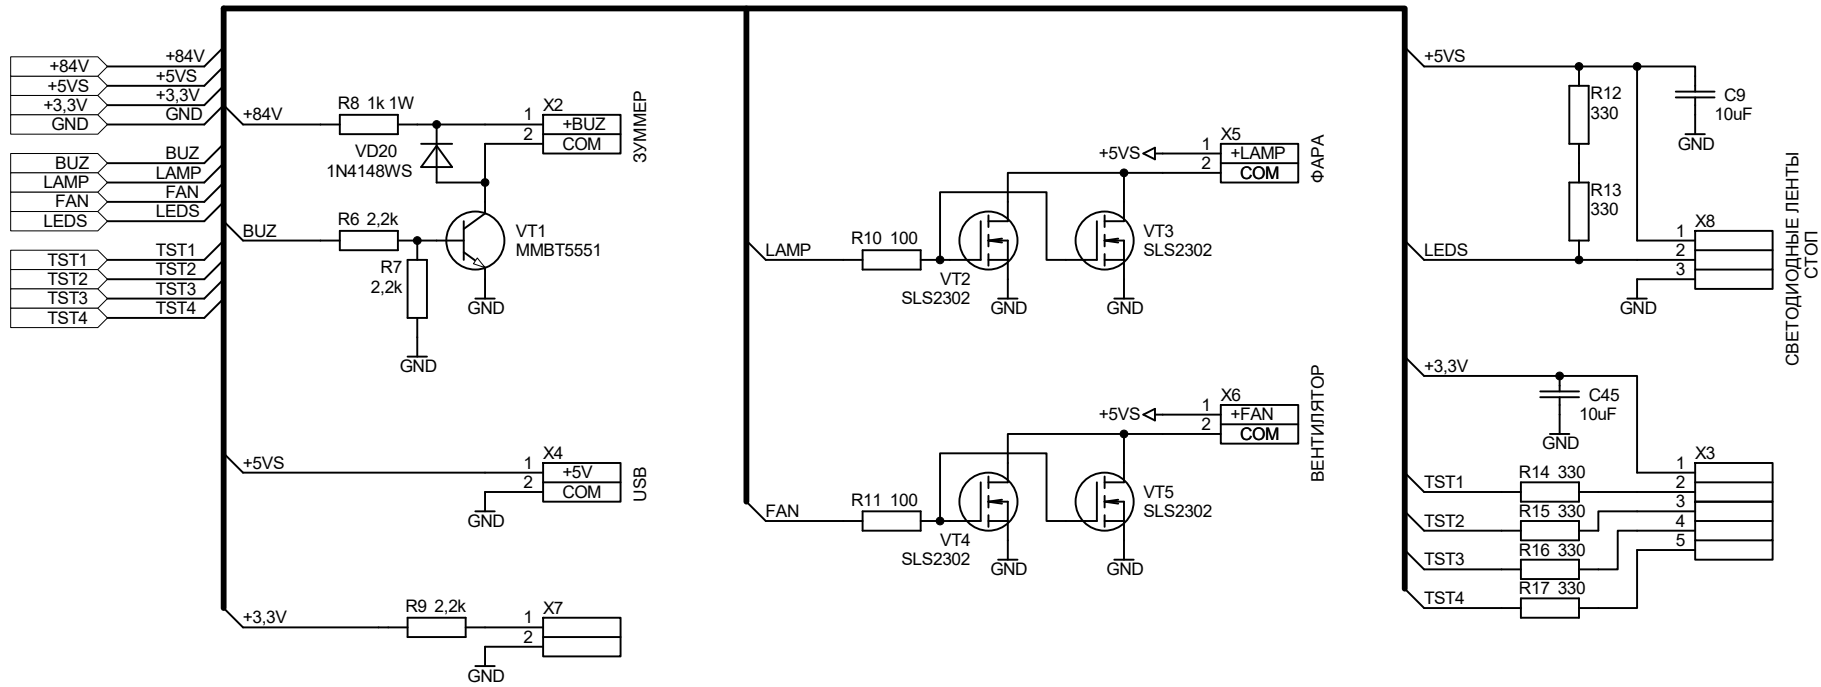 +84V +84V
+5VS +5VS
+3,3V +3,3V
GND GND
BUZ BUZ
LAMP LAMP
FAN FAN
LEDS LEDS
TST1 TST1
TST2 TST2
TST3 TST3
TST4 TST4
+84V
R8 1k 1W
X2
1 +BUZ
2 COM
ЗУММЕР
VD20
1N4148WS
BUZ
R6 2,2k
VT1
MMBT5551
R7
2,2k
GND
GND
+5VS
X4
1 +5V
2 COM
USB
GND
+3,3V
R9 2,2k
X7
1
2
GND
X5
+5VS 1 +LAMP
2 COM
ФАРА
LAMP
R10 100
VT2
SLS2302
VT3
SLS2302
GND
GND
X6
+5VS 1 +FAN
2 COM
ВЕНТИЛЯТОР
FAN
R11 100
VT4
SLS2302
VT5
SLS2302
GND
GND
+5VS
R12
330
C9
10uF
GND
R13
330
LEDS
X8
1
2
3
GND
СВЕТОДИОДНЫЕ ЛЕНТЫ
СТОП
+3,3V
C45
10uF
GND
X3
1
2
3
4
5
TST1 R14 330
TST2 R15 330
TST3 R16 330
TST4 R17 330